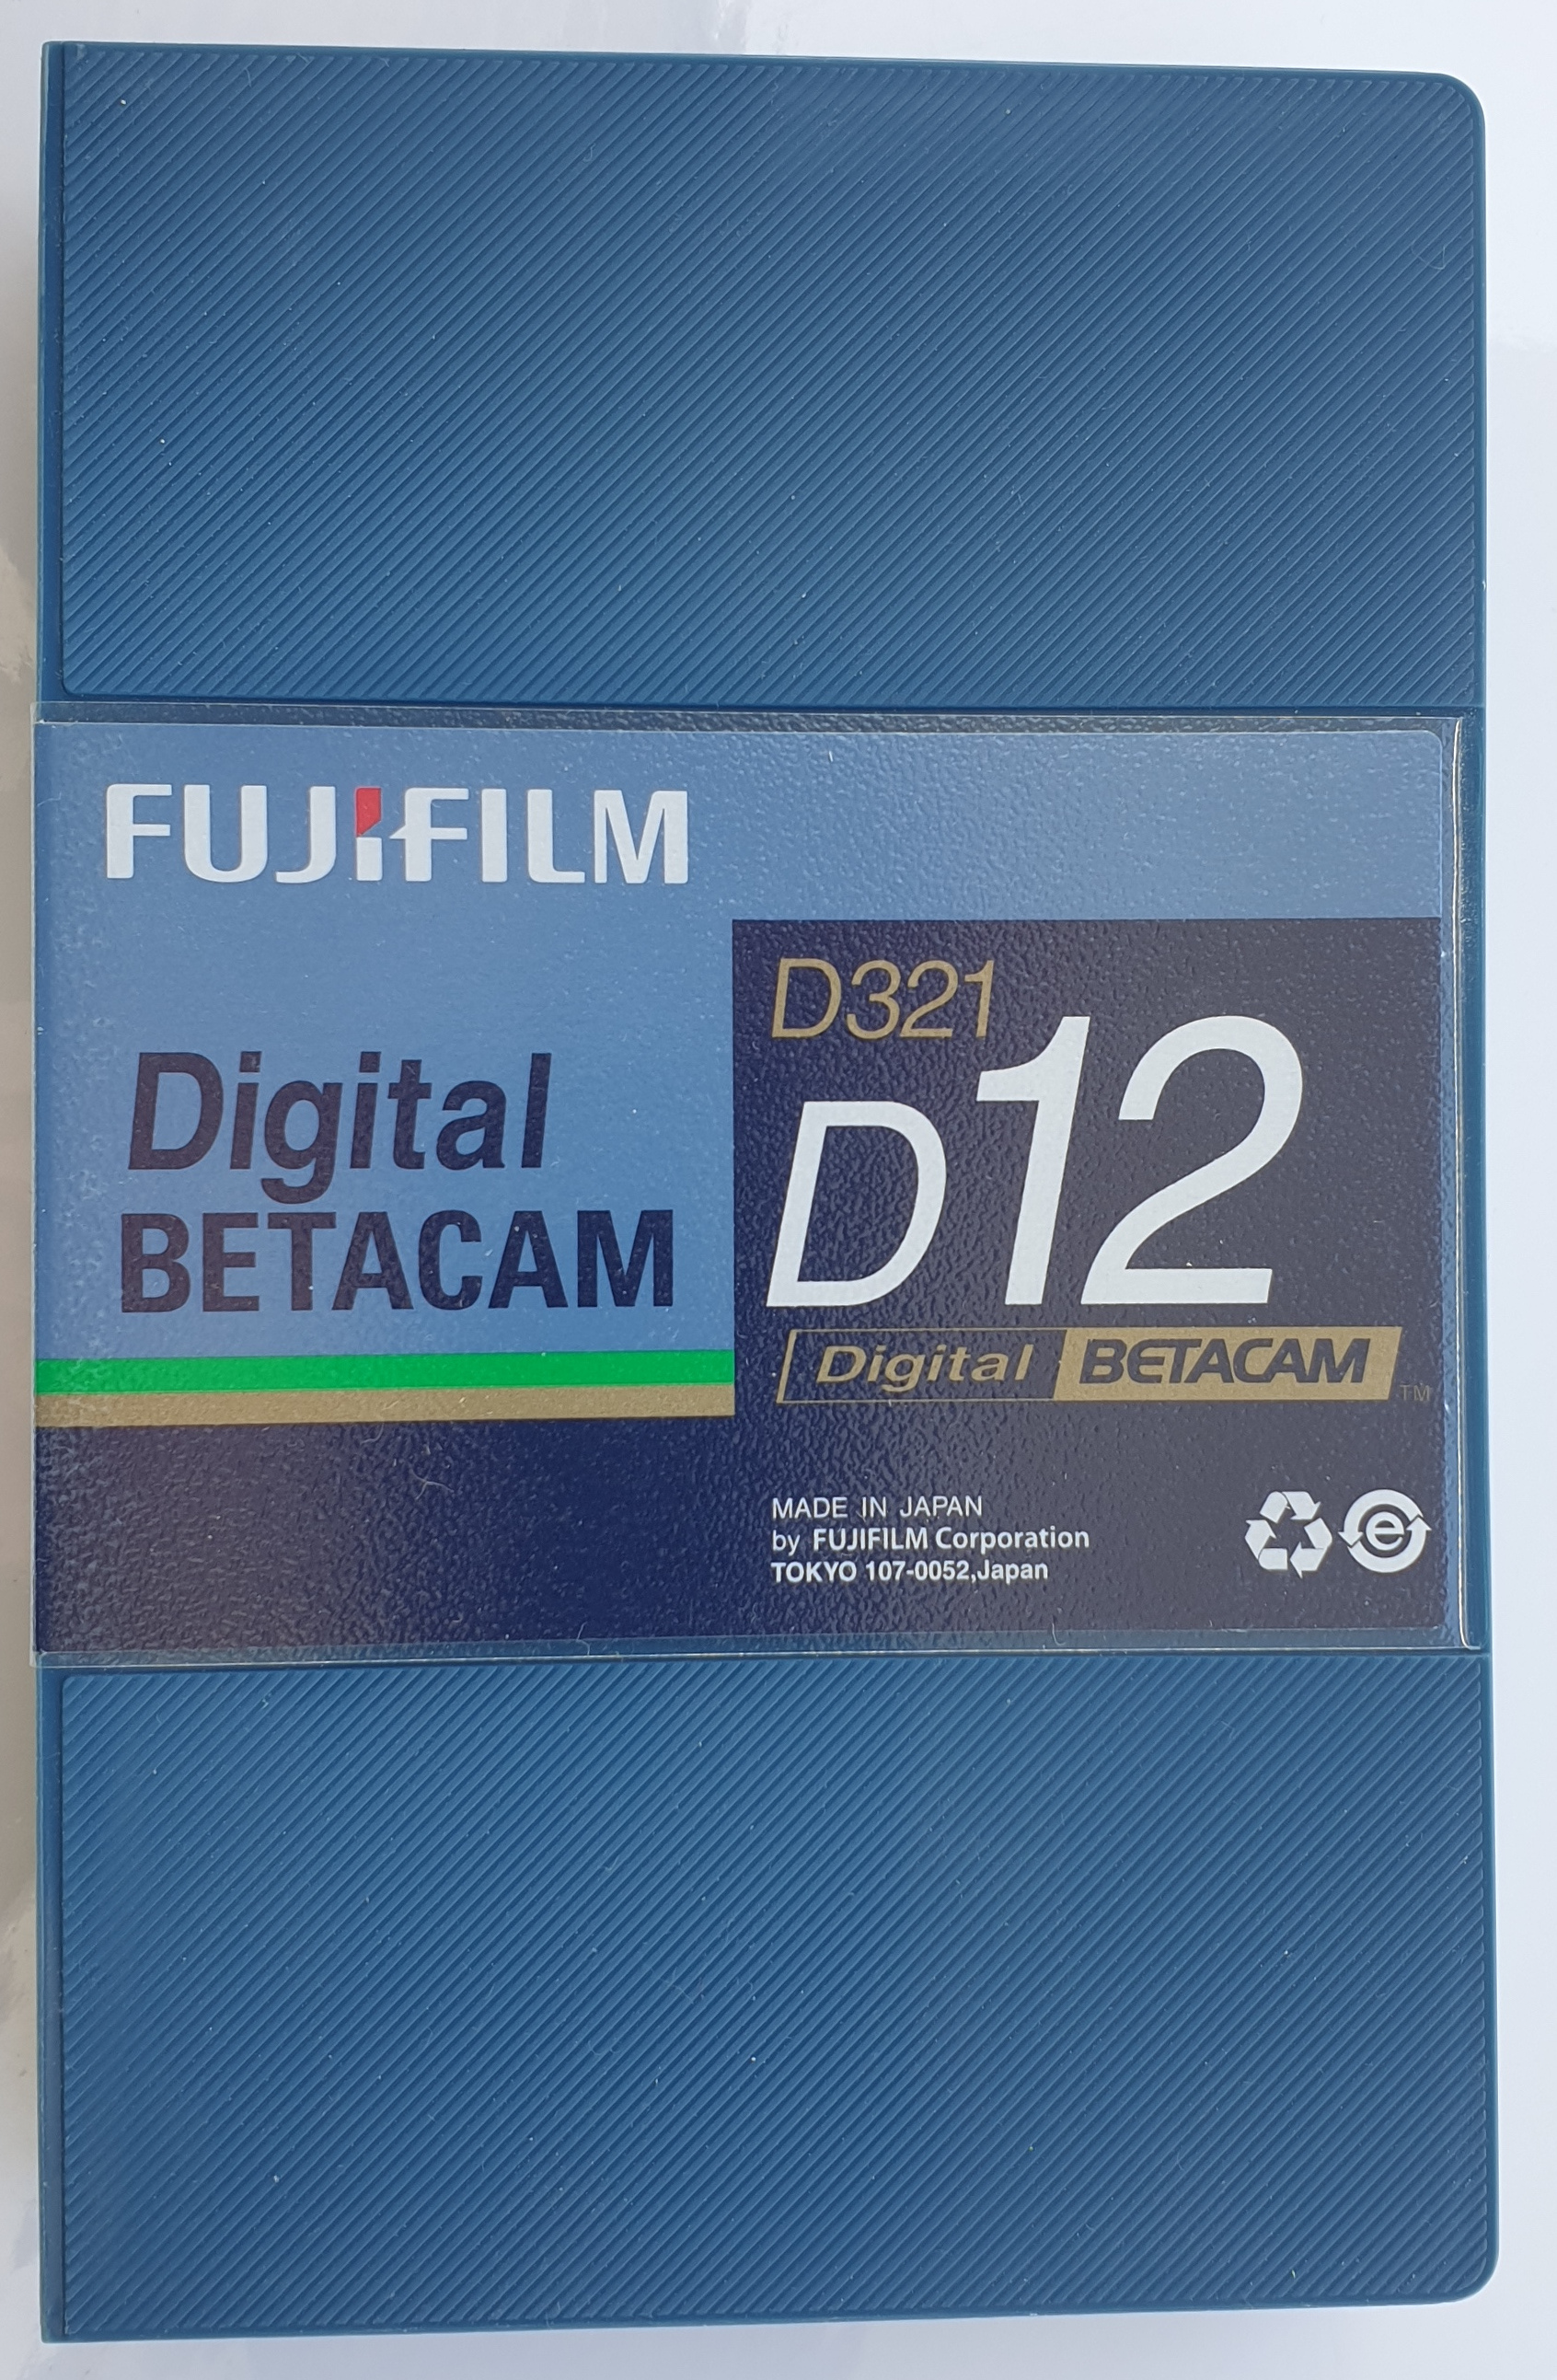 FUJIFILM
Digital
BETACAM
D321
D12
Digital BETACAM TM
MADE IN JAPAN
by FUJIFILM Corporation
TOKYO 107-0052,Japan
e